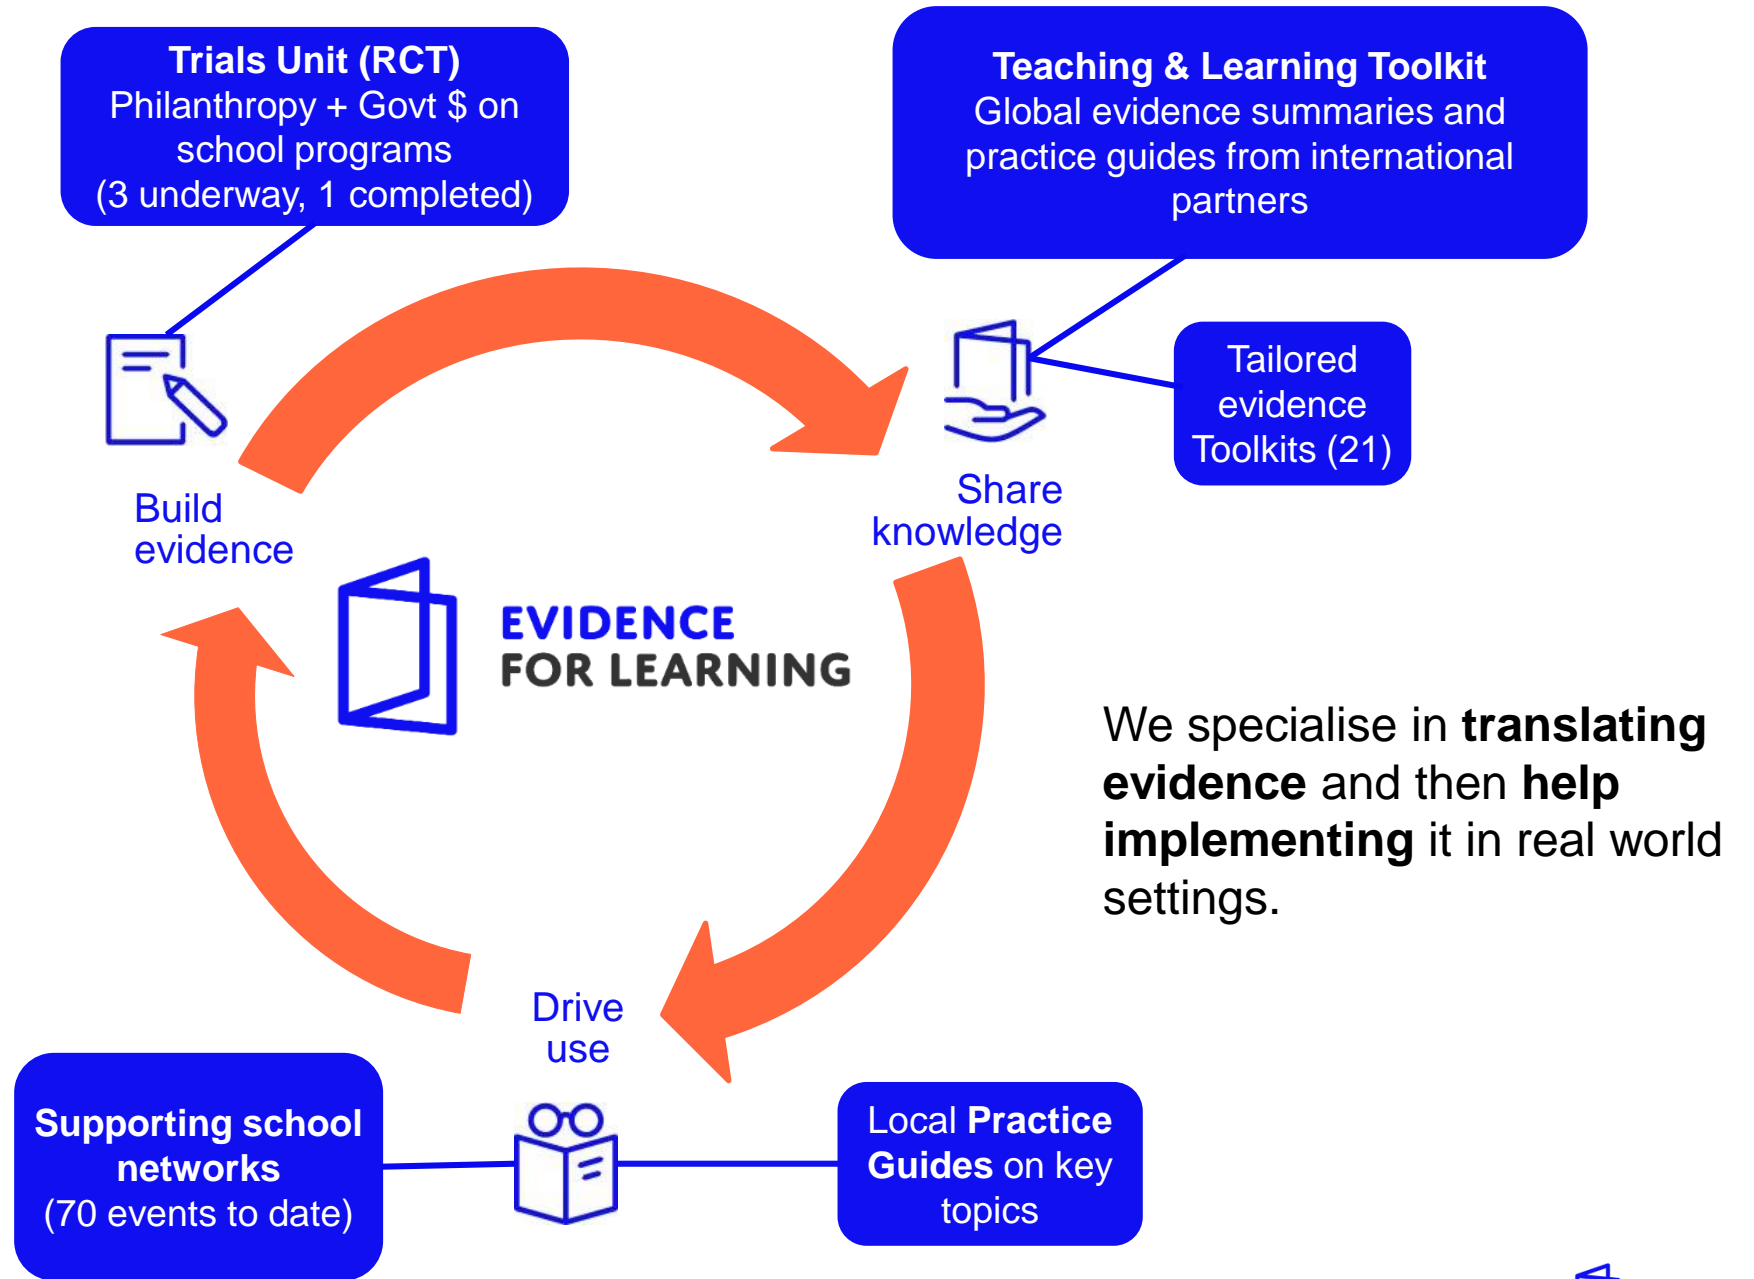 Trials Unit (RCT)
Philanthropy + Govt $ on
school programs
(3 underway, 1 completed)
Teaching & Learning Toolkit
Global evidence summaries and
practice guides from international
partners
Tailored
evidence
Toolkits (21)
Build
evidence
Share
knowledge
EVIDENCE
FOR LEARNING
We specialise in translating
evidence and then help
implementing it in real world
settings.
Drive
use
Supporting school
networks
(70 events to date)
Local Practice
Guides on key
topics